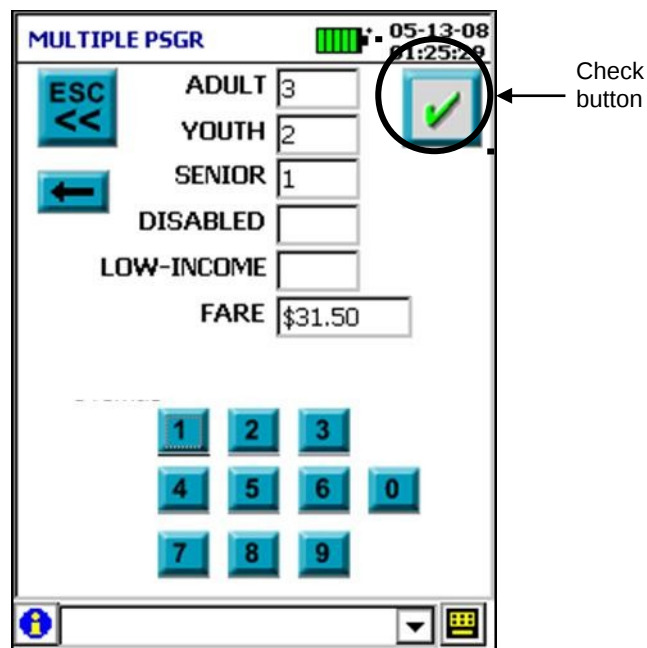 MULTIPLE PSGR
05-13-08
01:25:29
Check
button
ESC
<<
ADULT 3
YOUTH 2
SENIOR 1
DISABLED
LOW-INCOME
FARE $31.50
1 2 3
4 5 6 0
7 8 9